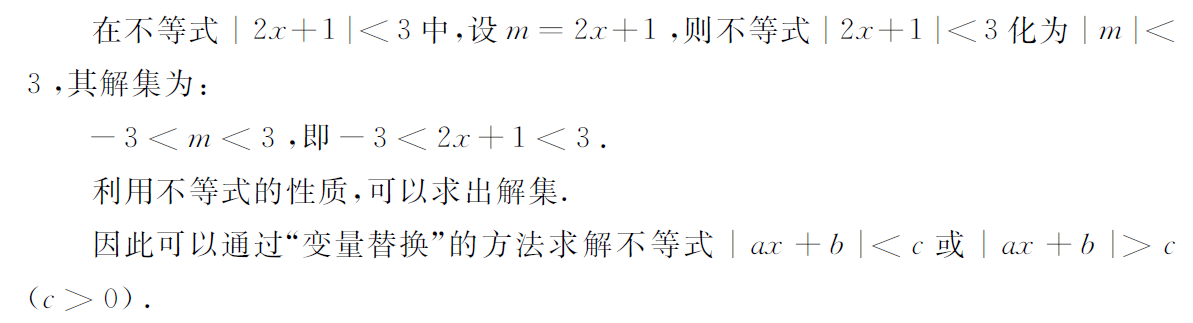 在不等式|2x+1|<3中,设m=2x+1,则不等式|2x+1|<3化为|m|<
3,其解集为:
-3<m<3,即-3<2x+1<3.
利用不等式的性质,可以求出解集.
因此可以通过“变量替换”的方法求解不等式|ax+b|<c或|ax+b|>c
(c>0).